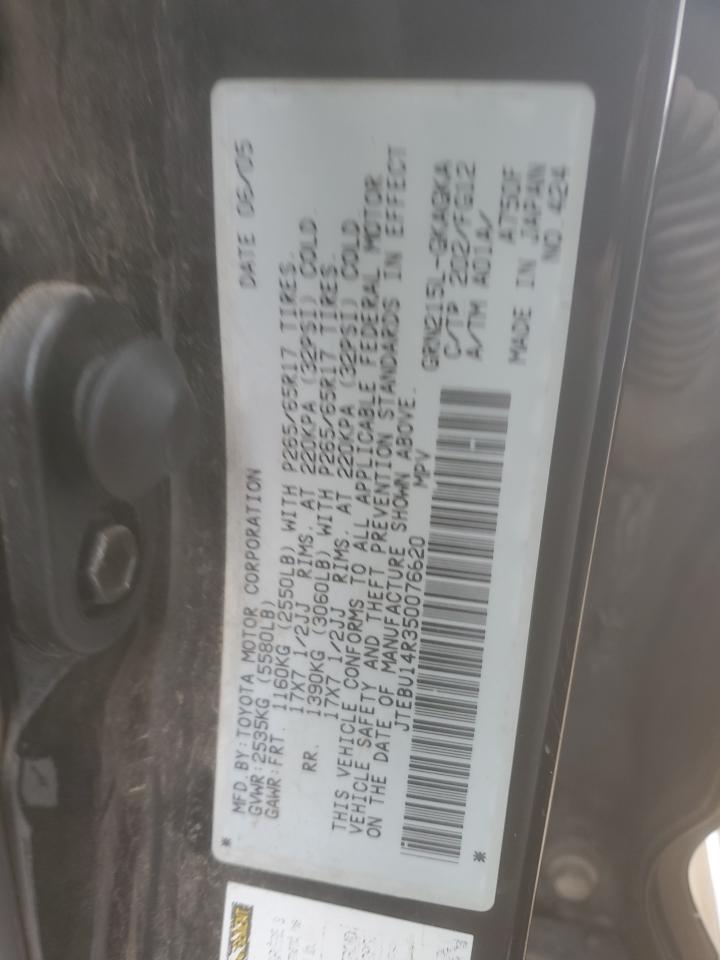 MFD. BY: TOYOTA MOTOR CORPORATION DATE 06/05
GVWR: 2535KG (5580LB)
GAWR: FRT. 1160KG (2550LB) WITH P265/65R17 TIRES.
17X7 1/2JJ RIMS. AT 220KPA (32PSI) COLD
RR. 1390KG (3060LB) WITH P265/65R17 TIRES.
17X7 1/2JJ RIMS. AT 220KPA (32PSI) COLD
THIS VEHICLE CONFORMS TO ALL APPLICABLE FEDERAL MOTOR
VEHICLE SAFETY AND THEFT PREVENTION STANDARDS IN EFFECT
ON THE DATE OF MANUFACTURE SHOWN ABOVE.
JTEBU14R350076620 MPV
GRN215L-GKAGKA
C/TP 202/FG12
A/TM A01A/ A750F
MADE IN JAPAN
NO. 424